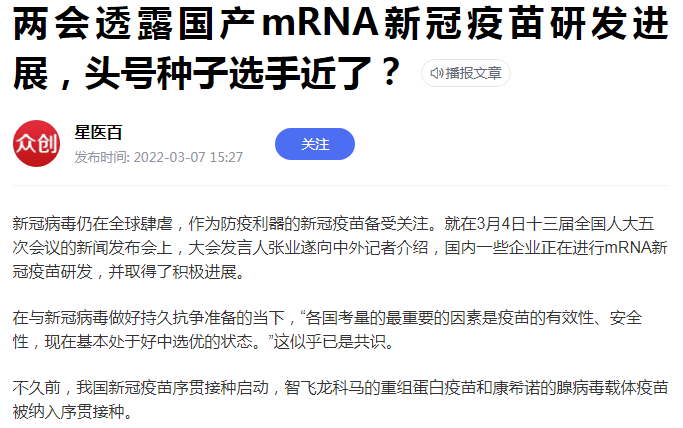 两会透露国产mRNA新冠疫苗研发进
展，头号种子选手近了？ 播报文章
众创
星医百
发布时间: 2022-03-07 15:27
关注
新冠病毒仍在全球肆虐，作为防疫利器的新冠疫苗备受关注。就在3月4日十三届全国人大五
次会议的新闻发布会上，大会发言人张业遂向中外记者介绍，国内一些企业正在进行mRNA新
冠疫苗研发，并取得了积极进展。
在与新冠病毒做好持久抗争准备的当下，“各国考量的最重要的因素是疫苗的有效性、安全
性，现在基本处于好中选优的状态。”这似乎已是共识。
不久前，我国新冠疫苗序贯接种启动，智飞龙科马的重组蛋白疫苗和康希诺的腺病毒载体疫苗
被纳入序贯接种。